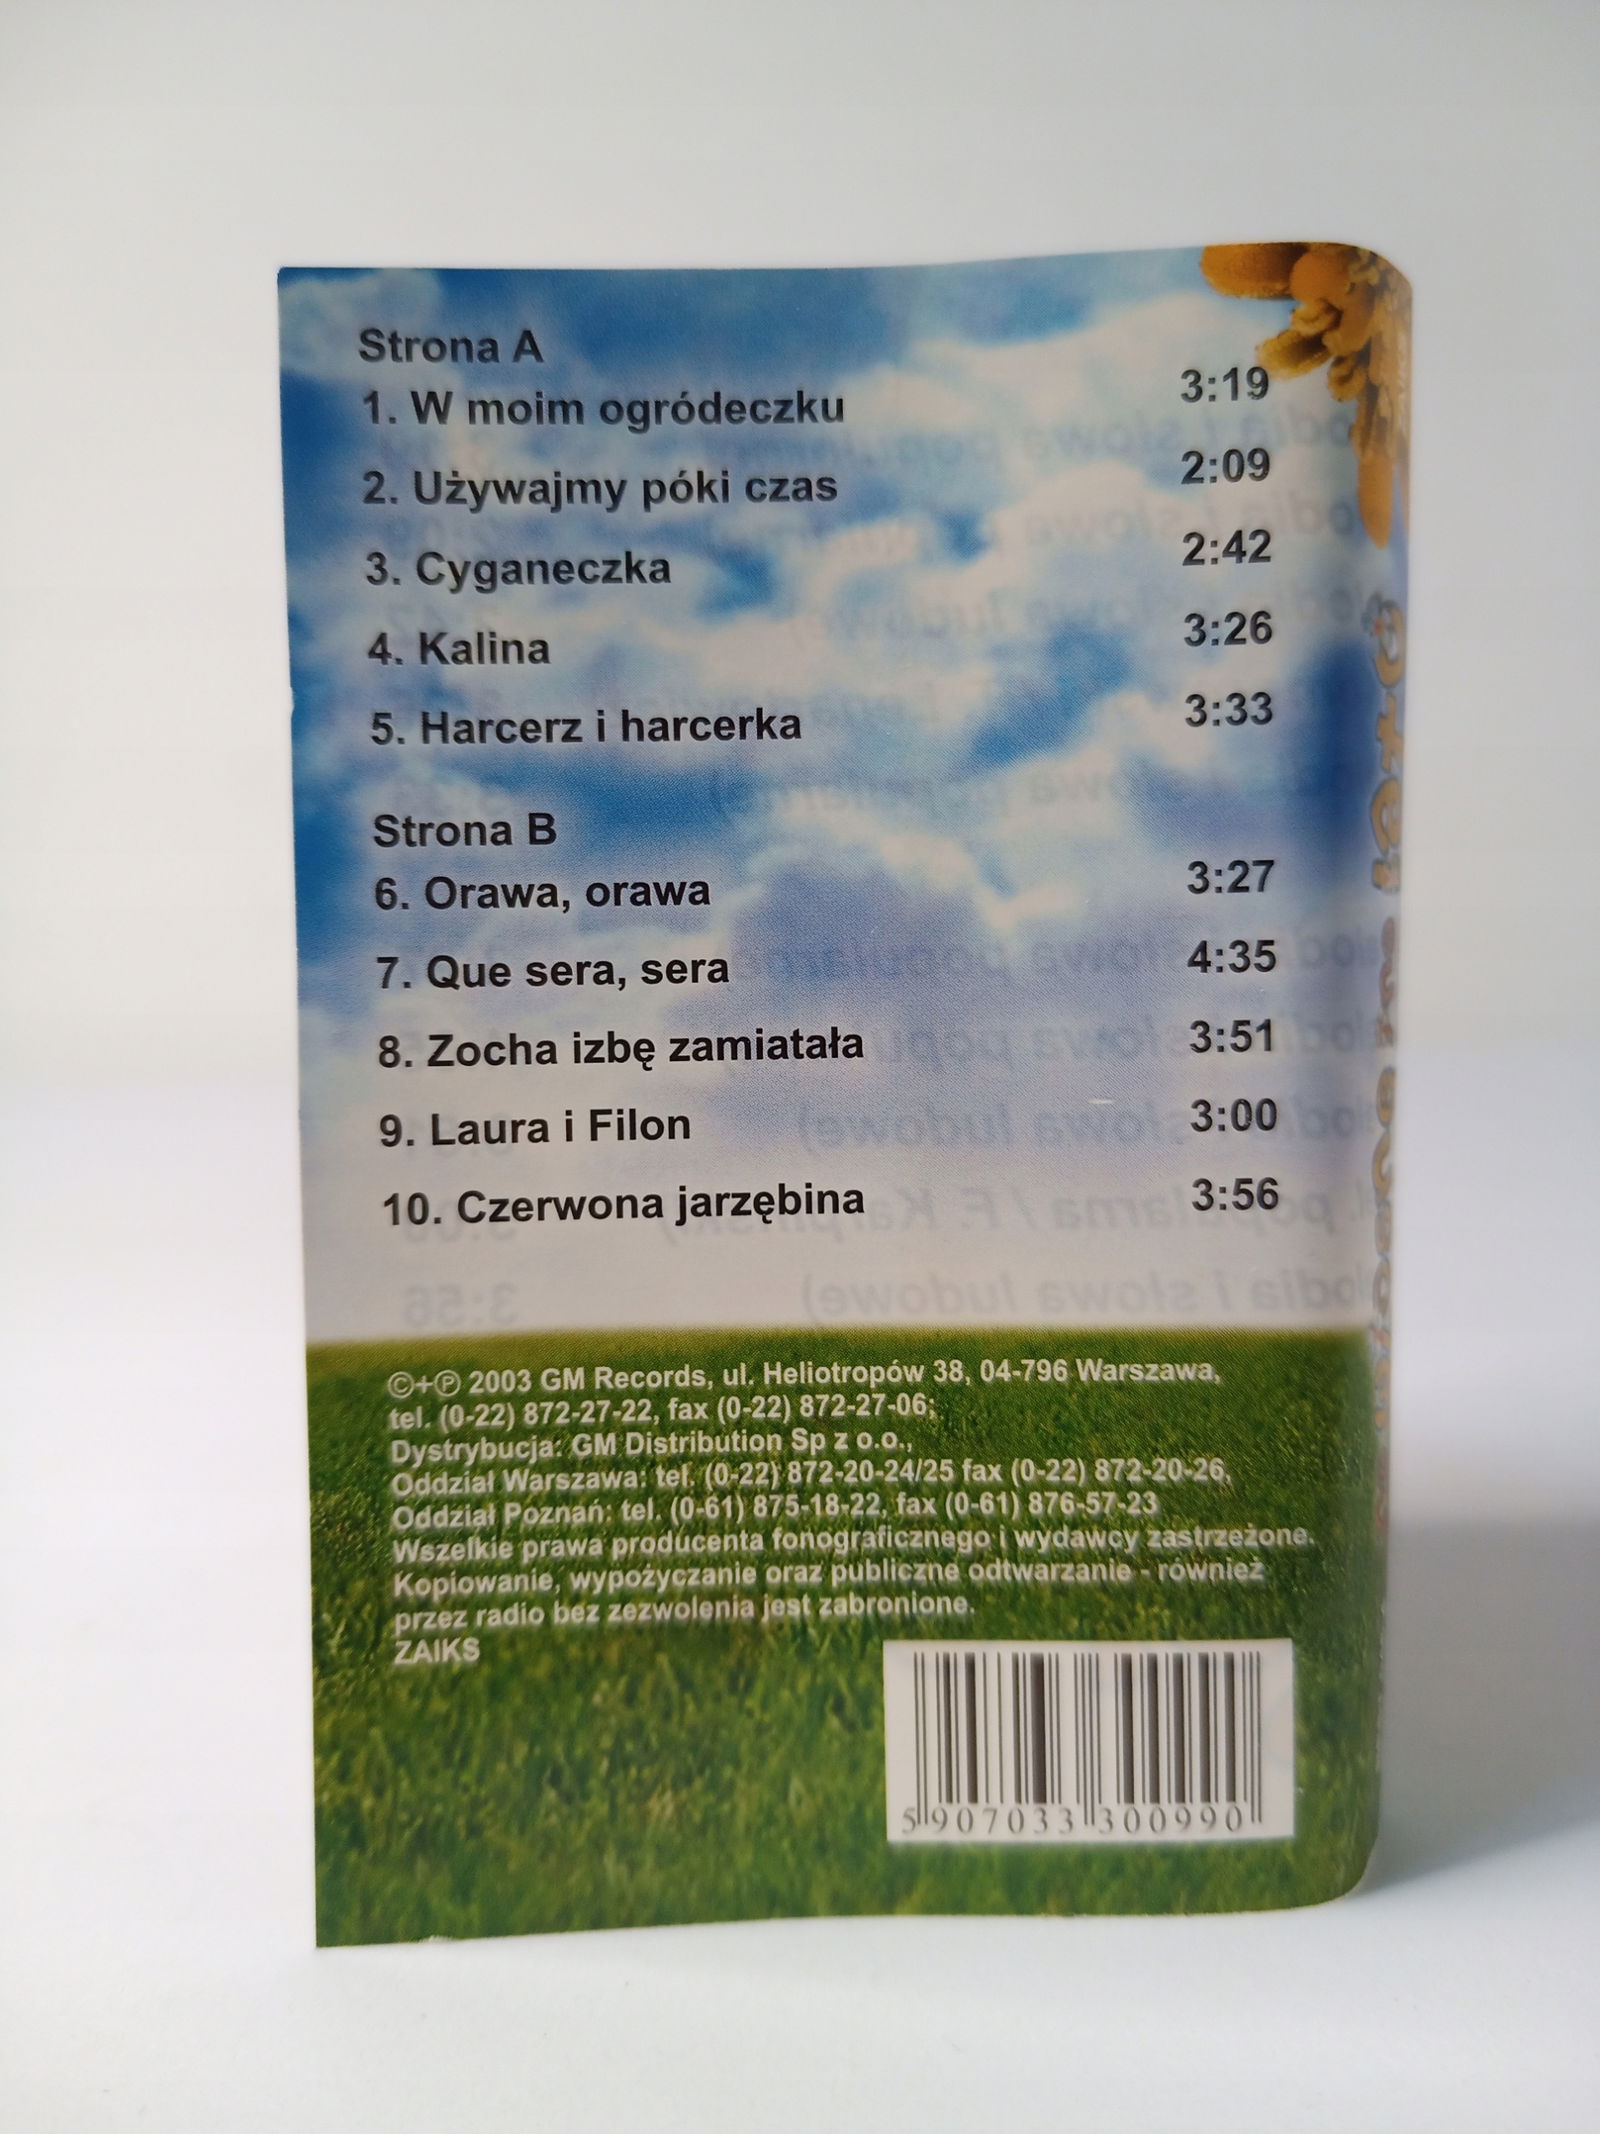 Strona A
1. W moim ogródeczku 3:19
2. Używajmy póki czas 2:09
3. Cyganeczka 2:42
4. Kalina 3:26
5. Harcerz i harcerka 3:33
Strona B
6. Orawa, orawa 3:27
7. Que sera, sera 4:35
8. Zocha izbę zamiatała 3:51
9. Laura i Filon 3:00
10. Czerwona jarzębina 3:56
©+℗ 2003 GM Records, ul. Heliotropów 38, 04-796 Warszawa,
tel. (0-22) 872-27-22, fax (0-22) 872-27-06;
Dystrybucja: GM Distribution Sp z o.o.,
Oddział Warszawa: tel. (0-22) 872-20-24/25 fax (0-22) 872-20-26,
Oddział Poznań: tel. (0-61) 875-18-22, fax (0-61) 876-57-23
Wszelkie prawa producenta fonograficznego i wydawcy zastrzeżone.
Kopiowanie, wypożyczanie oraz publiczne odtwarzanie - również
przez radio bez zezwolenia jest zabronione.
ZAIKS
5 907033 300990